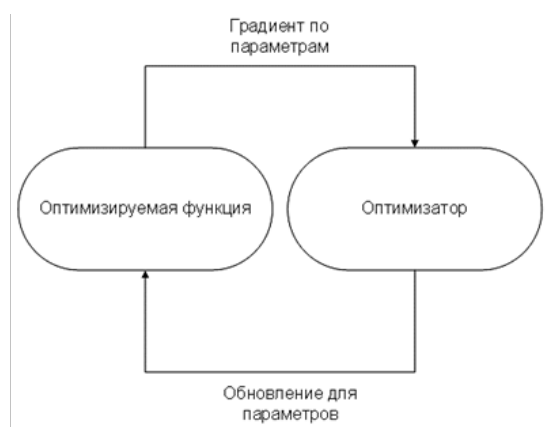 Градиент по
параметрам
Оптимизируемая функция
Оптимизатор
Обновление для
параметров